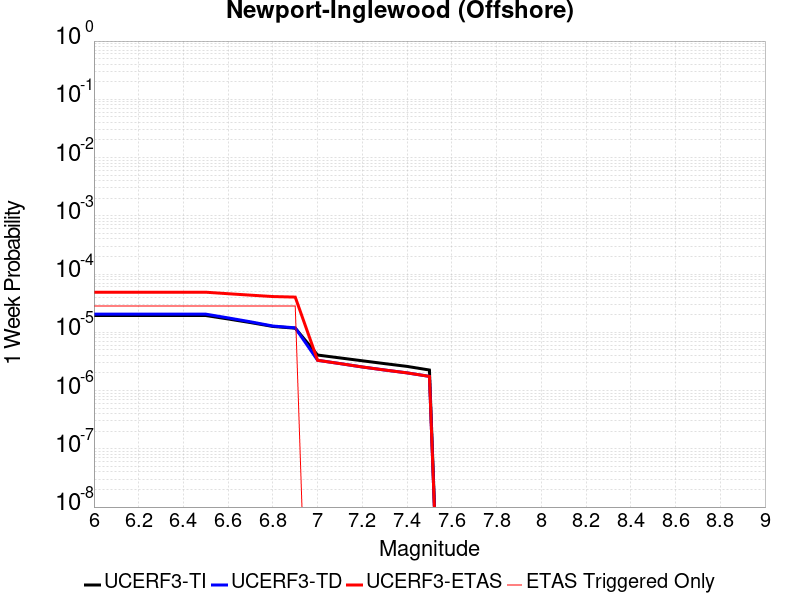 Newport-Inglewood (Offshore)
10^0
10^-1
10^-2
10^-3
10^-4
10^-5
10^-6
10^-7
10^-8
1 Week Probability
6 6.2 6.4 6.6 6.8 7 7.2 7.4 7.6 7.8 8 8.2 8.4 8.6 8.8 9
Magnitude
UCERF3-TI UCERF3-TD UCERF3-ETAS ETAS Triggered Only